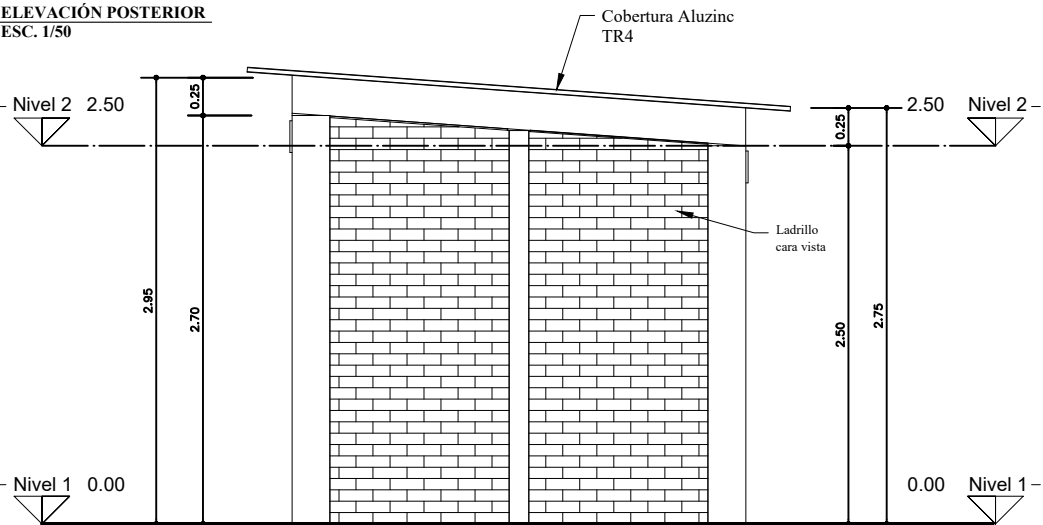 ELEVACIÓN POSTERIOR
ESC. 1/50
Cobertura Aluzinc
TR4
Nivel 2 2.50
0.25
2.50 Nivel 2
0.25
Ladrillo
cara vista
2.95
2.70
2.50
2.75
Nivel 1 0.00
0.00 Nivel 1